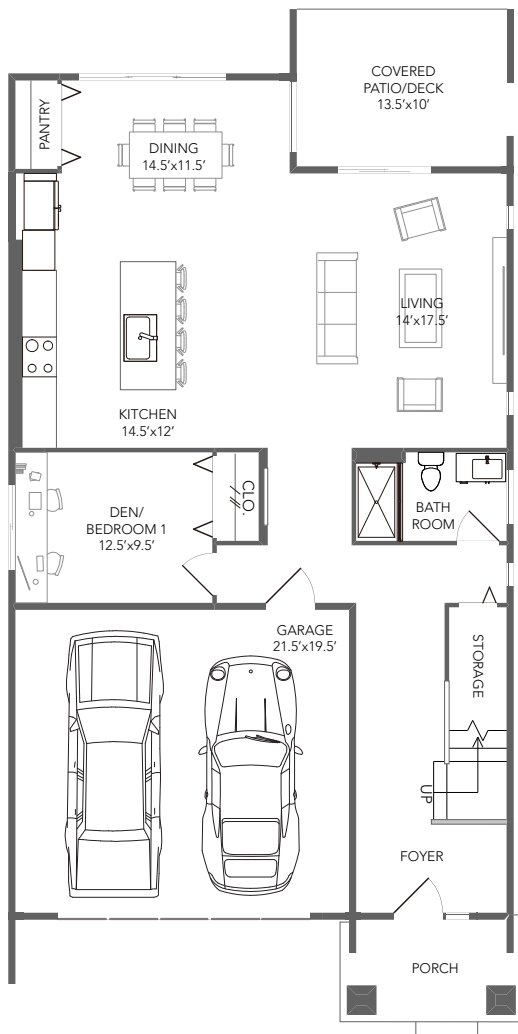 COVERED
PATIO/DECK
13.5'x10'
PANTRY
DINING
14.5'x11.5'
LIVING
14'x17.5'
KITCHEN
14.5'x12'
DEN/
BEDROOM 1
12.5'x9.5'
CLO.
BATH
ROOM
GARAGE
21.5'x19.5'
STORAGE
UP
FOYER
PORCH